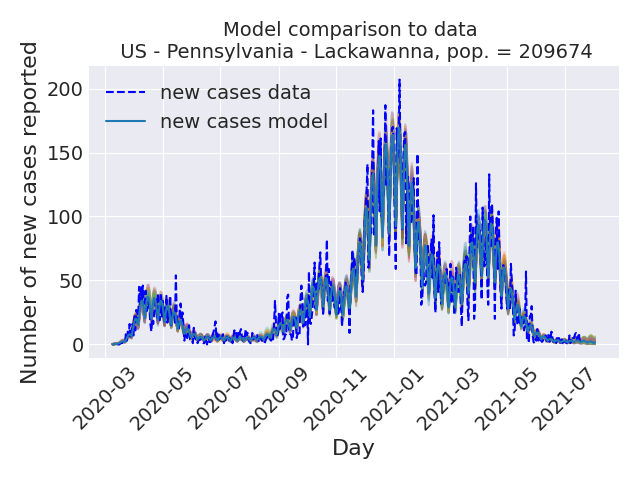 Model comparison to data
US - Pennsylvania - Lackawanna, pop. = 209674
Number of new cases reported
200
150
100
50
0
new cases data
new cases model
2020-03
2020-05
2020-07
2020-09
2020-11
2021-01
2021-03
2021-05
2021-07
Day